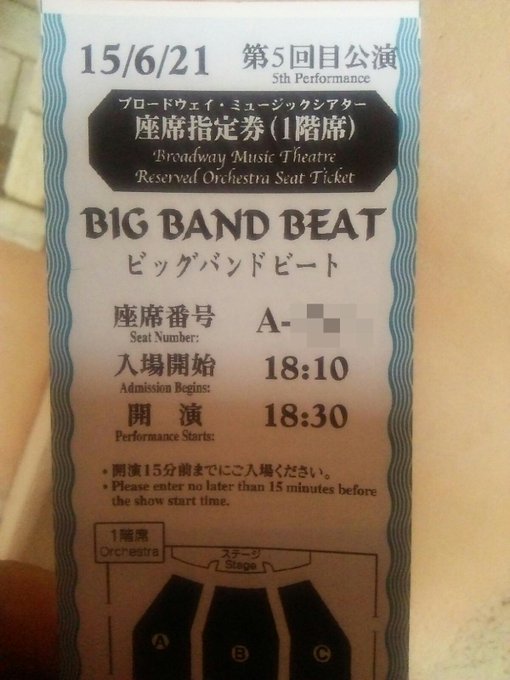 15/6/21 第5回目公演
5th Performance
ブロードウェイ・ミュージックシアター
座席指定券(1階席)
Broadway Music Theatre
Reserved Orchestra Seat Ticket
BIG BAND BEAT
ビッグバンドビート
座席番号 A-
Seat Number:
入場開始 18:10
Admission Begins:
開 演 18:30
Performance Starts:
・開演15分前までにご入場ください。
• Please enter no later than 15 minutes before
the show start time.
1階席
Orchestra
ステージ
Stage
A B C